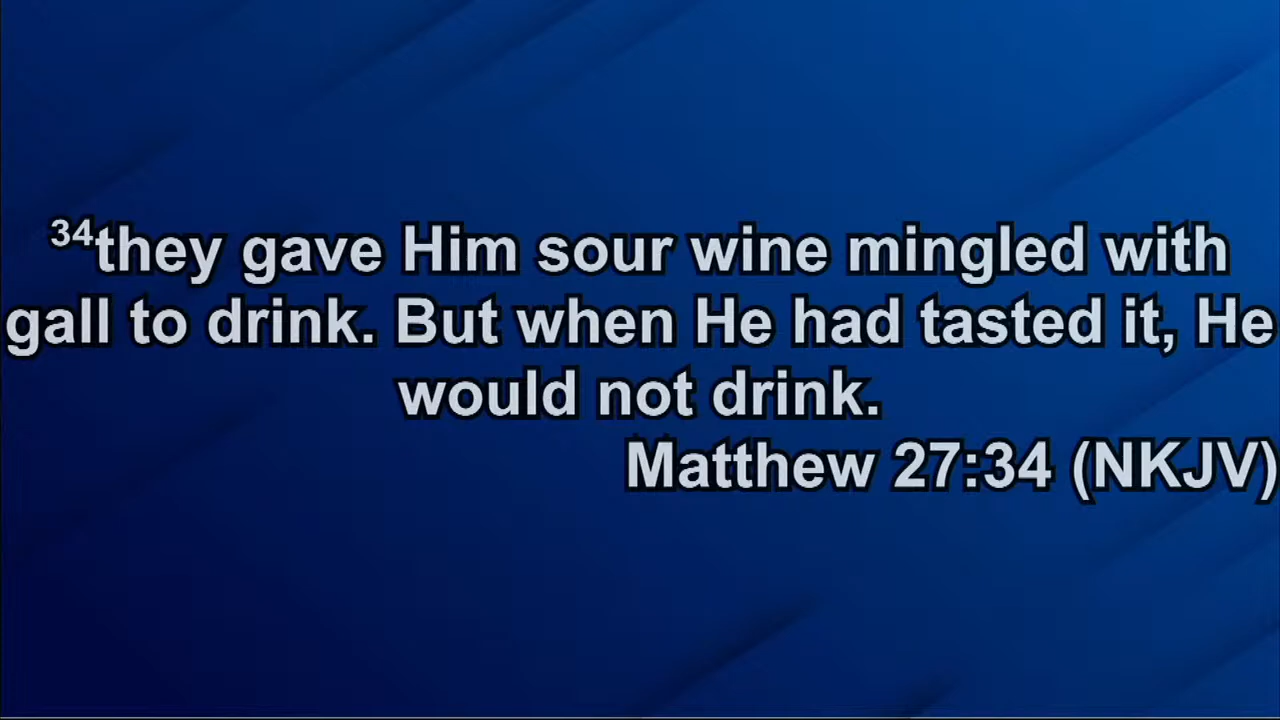 34they gave Him sour wine mingled with
gall to drink. But when He had tasted it, He
would not drink.
Matthew 27:34 (NKJV)